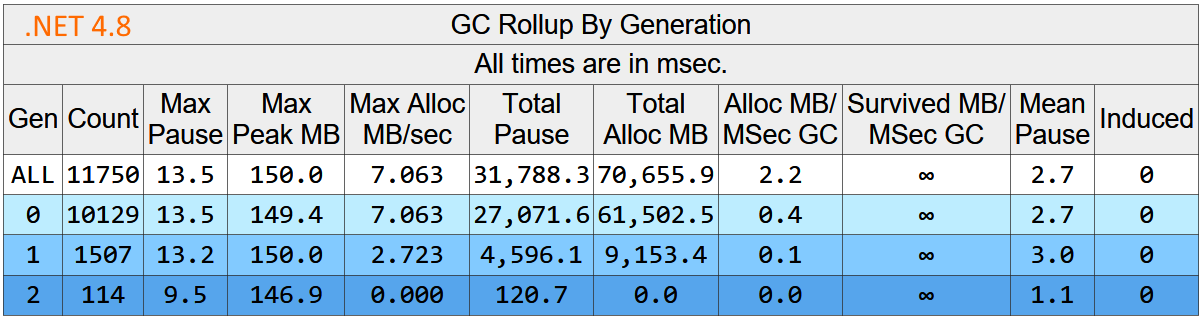 .NET 4.8 GC Rollup By Generation
All times are in msec.
Gen Count Max Pause Max Peak MB Max Alloc MB/sec Total Pause Total Alloc MB Alloc MB/ MSec GC Survived MB/ MSec GC Mean Pause Induced
ALL 11750 13.5 150.0 7.063 31,788.3 70,655.9 2.2 ∞ 2.7 0
0 10129 13.5 149.4 7.063 27,071.6 61,502.5 0.4 ∞ 2.7 0
1 1507 13.2 150.0 2.723 4,596.1 9,153.4 0.1 ∞ 3.0 0
2 114 9.5 146.9 0.000 120.7 0.0 0.0 ∞ 1.1 0